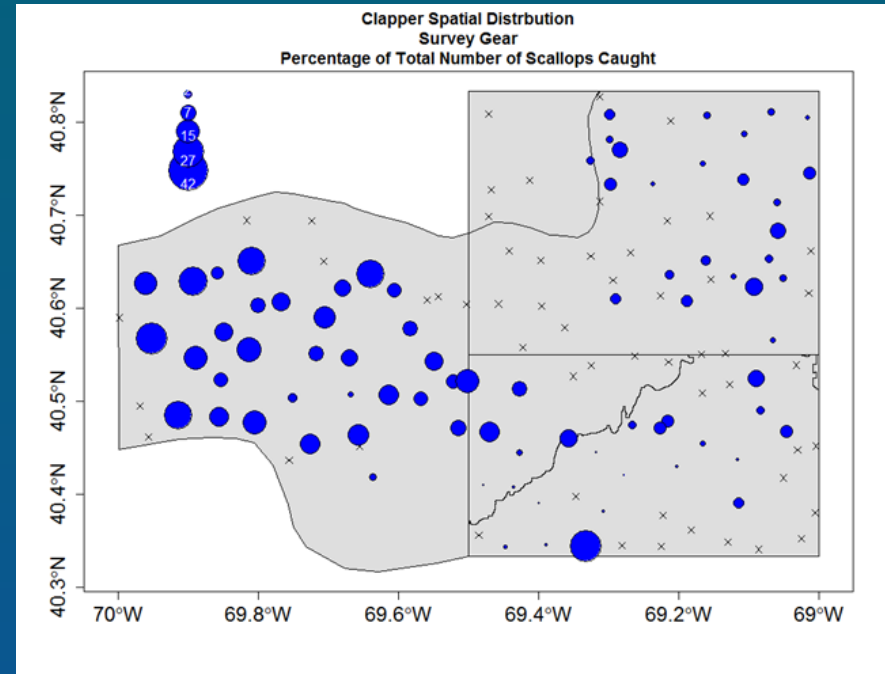 Clapper Spatial Distrbution
Survey Gear
Percentage of Total Number of Scallops Caught
40.8°N
40.7°N
40.6°N
40.5°N
40.4°N
40.3°N
7
15
27
42
70°W
69.8°W
69.6°W
69.4°W
69.2°W
69°W